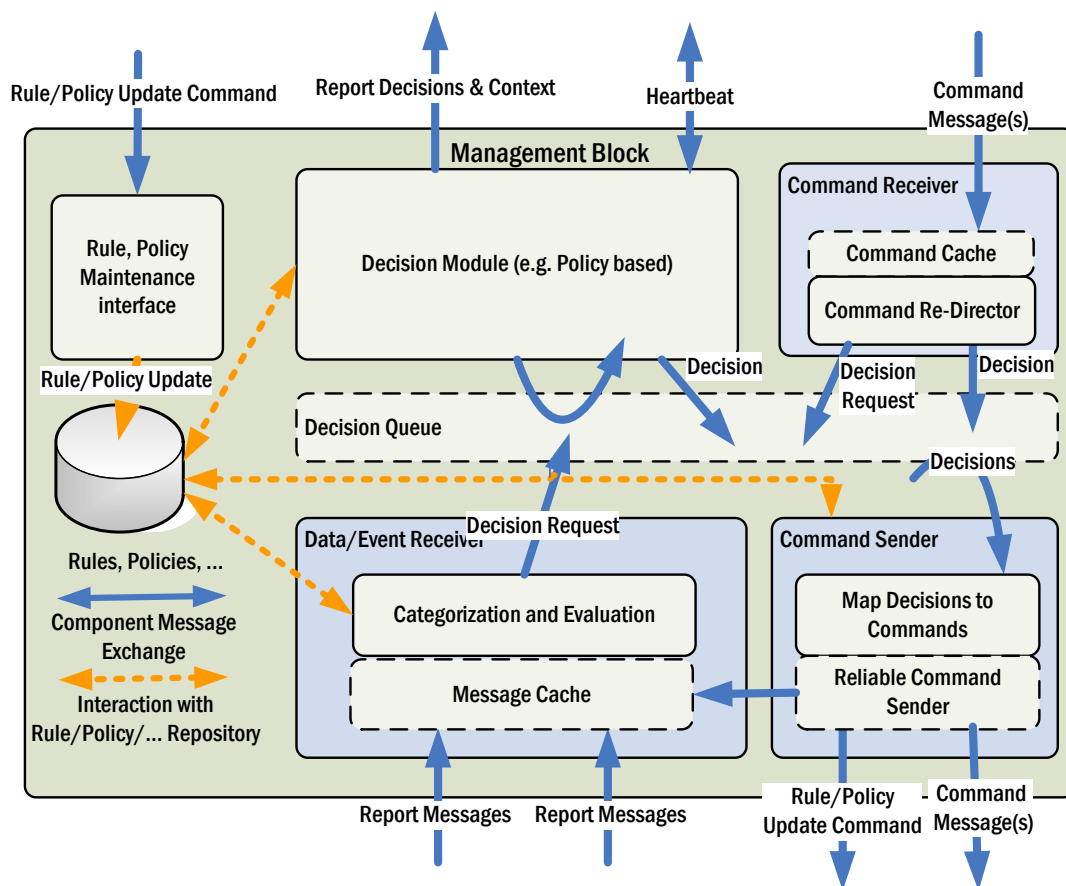 Rule/Policy Update Command
Report Decisions & Context
Heartbeat
Command
Message(s)
Management Block
Rule, Policy
Maintenance
interface
Decision Module (e.g. Policy based)
Command Receiver
Command Cache
Command Re-Director
Rule/Policy Update
Decision
Decision
Request
Decision
Decision Queue
Decisions
Decision Request
Data/Event Receiver
Command Sender
Rules, Policies, ...
Component Message
Exchange
Interaction with
Rule/Policy/... Repository
Categorization and Evaluation
Message Cache
Map Decisions to
Commands
Reliable Command
Sender
Report Messages
Report Messages
Rule/Policy
Update Command
Command
Message(s)